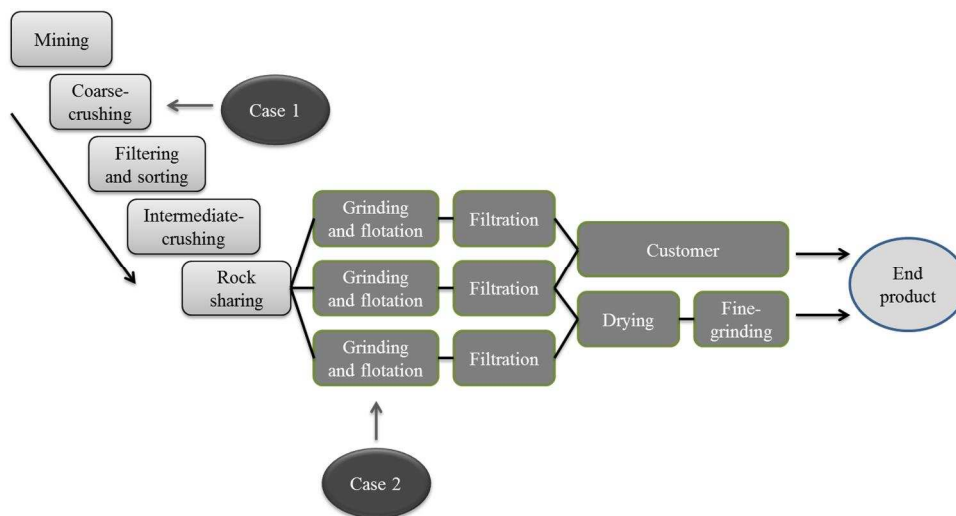 Mining
Coarse-
crushing
Case 1
Filtering
and sorting
Intermediate-
crushing
Rock
sharing
Grinding
and flotation
Filtration
Grinding
and flotation
Filtration
Grinding
and flotation
Filtration
Customer
Drying
Fine-
grinding
End
product
Case 2